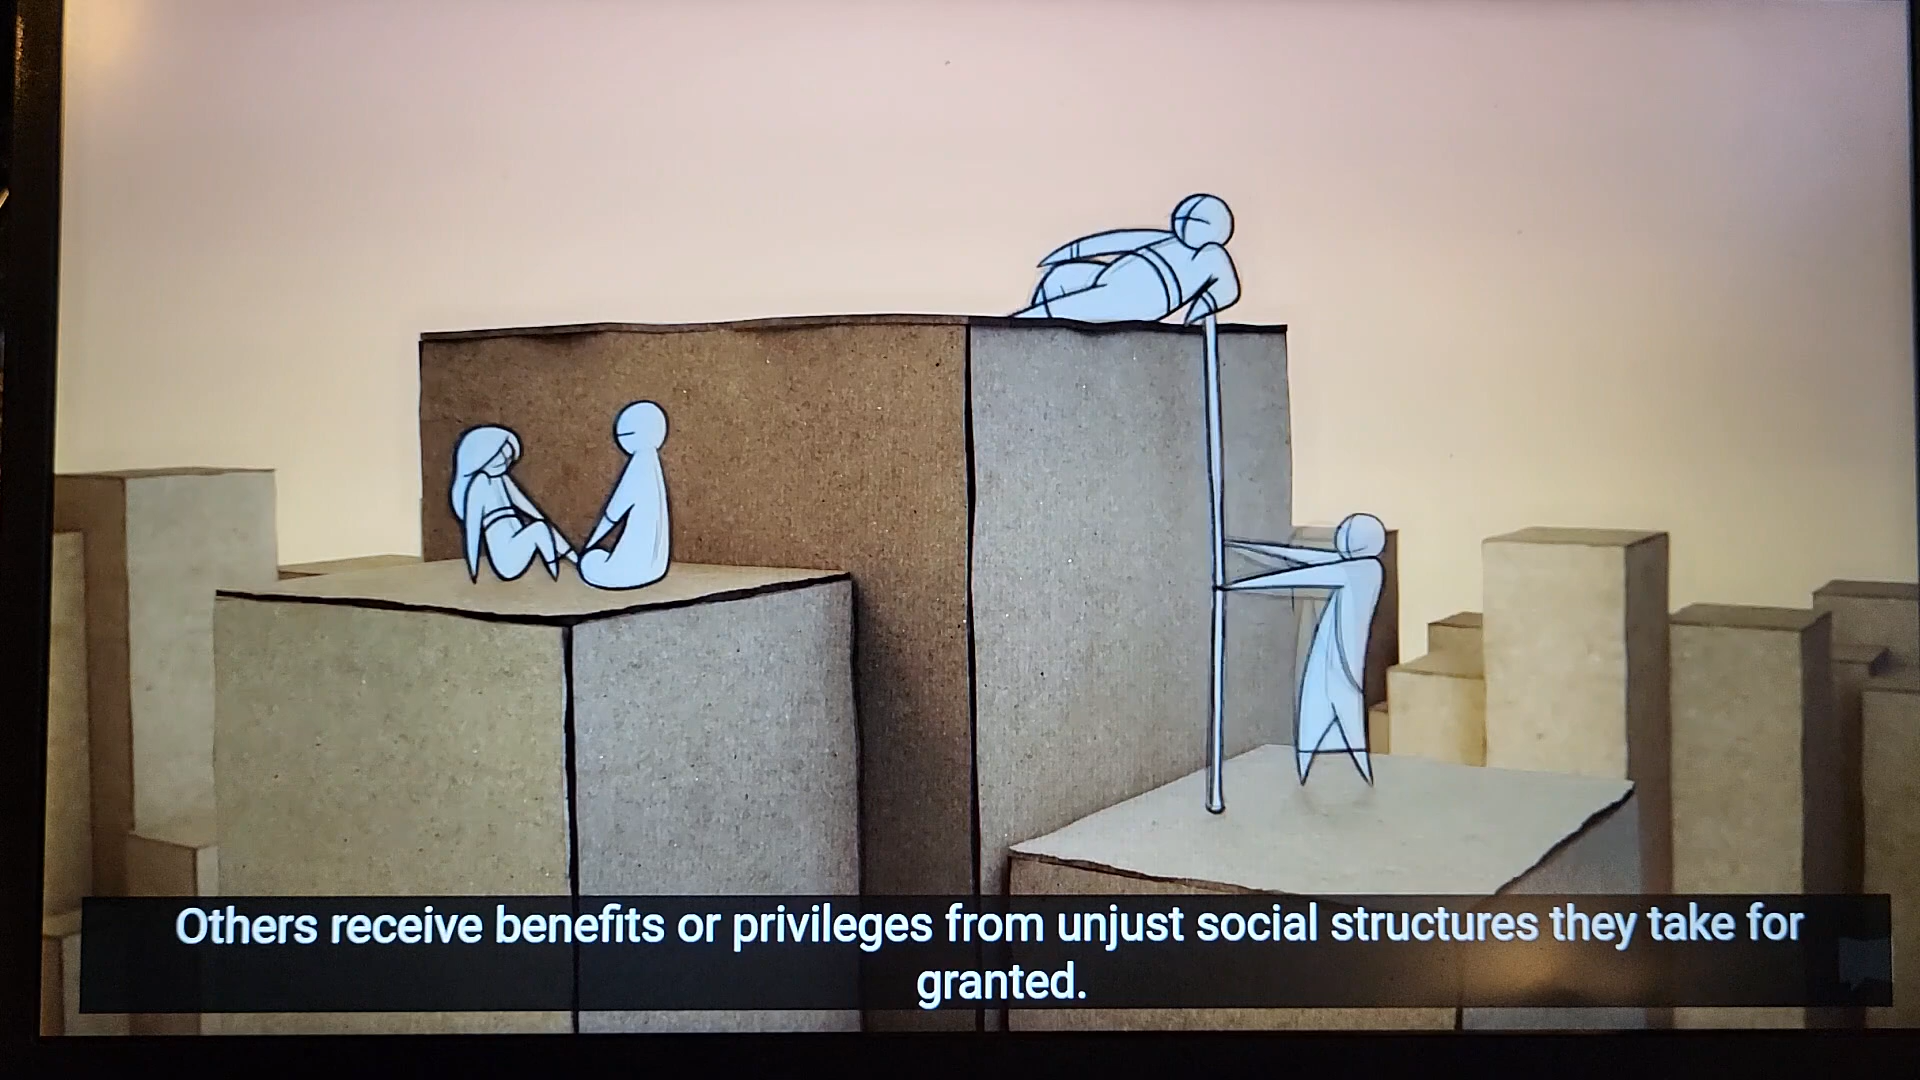 Others receive benefits or privileges from unjust social structures they take for
granted.